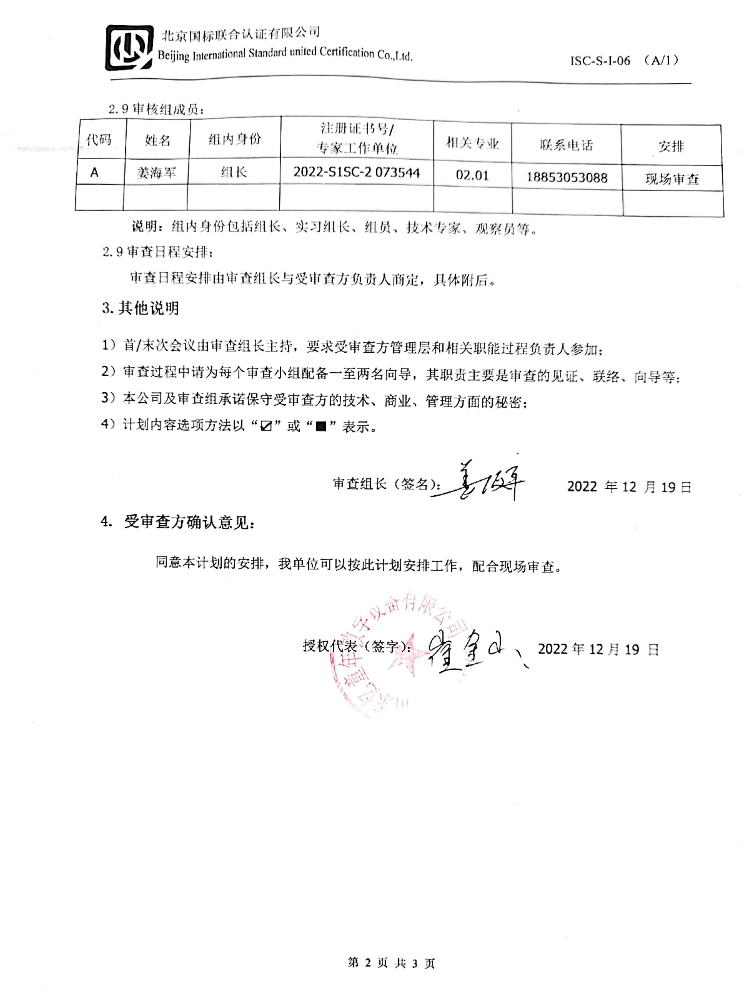 北京国标联合认证有限公司
Beijing International Standard united Certification Co.,Ltd.
ISC-S-I-06 （A/1）
2.9 审核组成员：
代码 姓名 组内身份 注册证书号/专家工作单位 相关专业 联系电话 安排
A 姜海军 组长 2022-S1SC-2 073544 02.01 18853053088 现场审查
说明：组内身份包括组长、实习组长、组员、技术专家、观察员等。
2.9 审查日程安排：
审查日程安排由审查组长与受审查方负责人商定，具体附后。
3. 其他说明
1）首/末次会议由审查组长主持，要求受审查方管理层和相关职能过程负责人参加；
2）审查过程中请为每个审查小组配备一至两名向导，其职责主要是审查的见证、联络、向导等；
3）本公司及审查组承诺保守受审查方的技术、商业、管理方面的秘密；
4）计划内容选项方法以“☑”或“■”表示。
审查组长（签名）：姜海军 2022 年 12 月 19 日
4. 受审查方确认意见：
同意本计划的安排，我单位可以按此计划安排工作，配合现场审查。
山东亿童年数字设备有限公司
授权代表（签字）： 2022 年 12 月 19 日
第 2 页 共 3 页